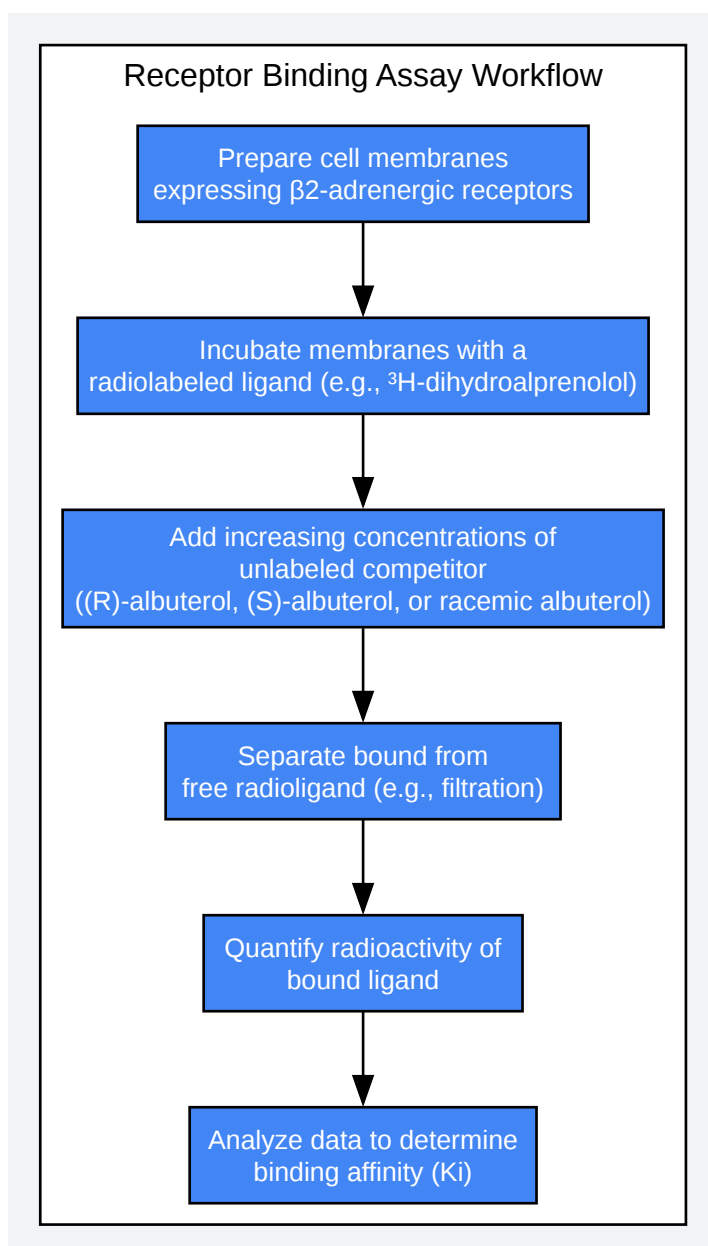 Receptor Binding Assay Workflow
Prepare cell membranes
expressing β2-adrenergic receptors
Incubate membranes with a
radiolabeled ligand (e.g., ³H-dihydroalprenolol)
Add increasing concentrations of
unlabeled competitor
((R)-albuterol, (S)-albuterol, or racemic albuterol)
Separate bound from
free radioligand (e.g., filtration)
Quantify radioactivity of
bound ligand
Analyze data to determine
binding affinity (Ki)